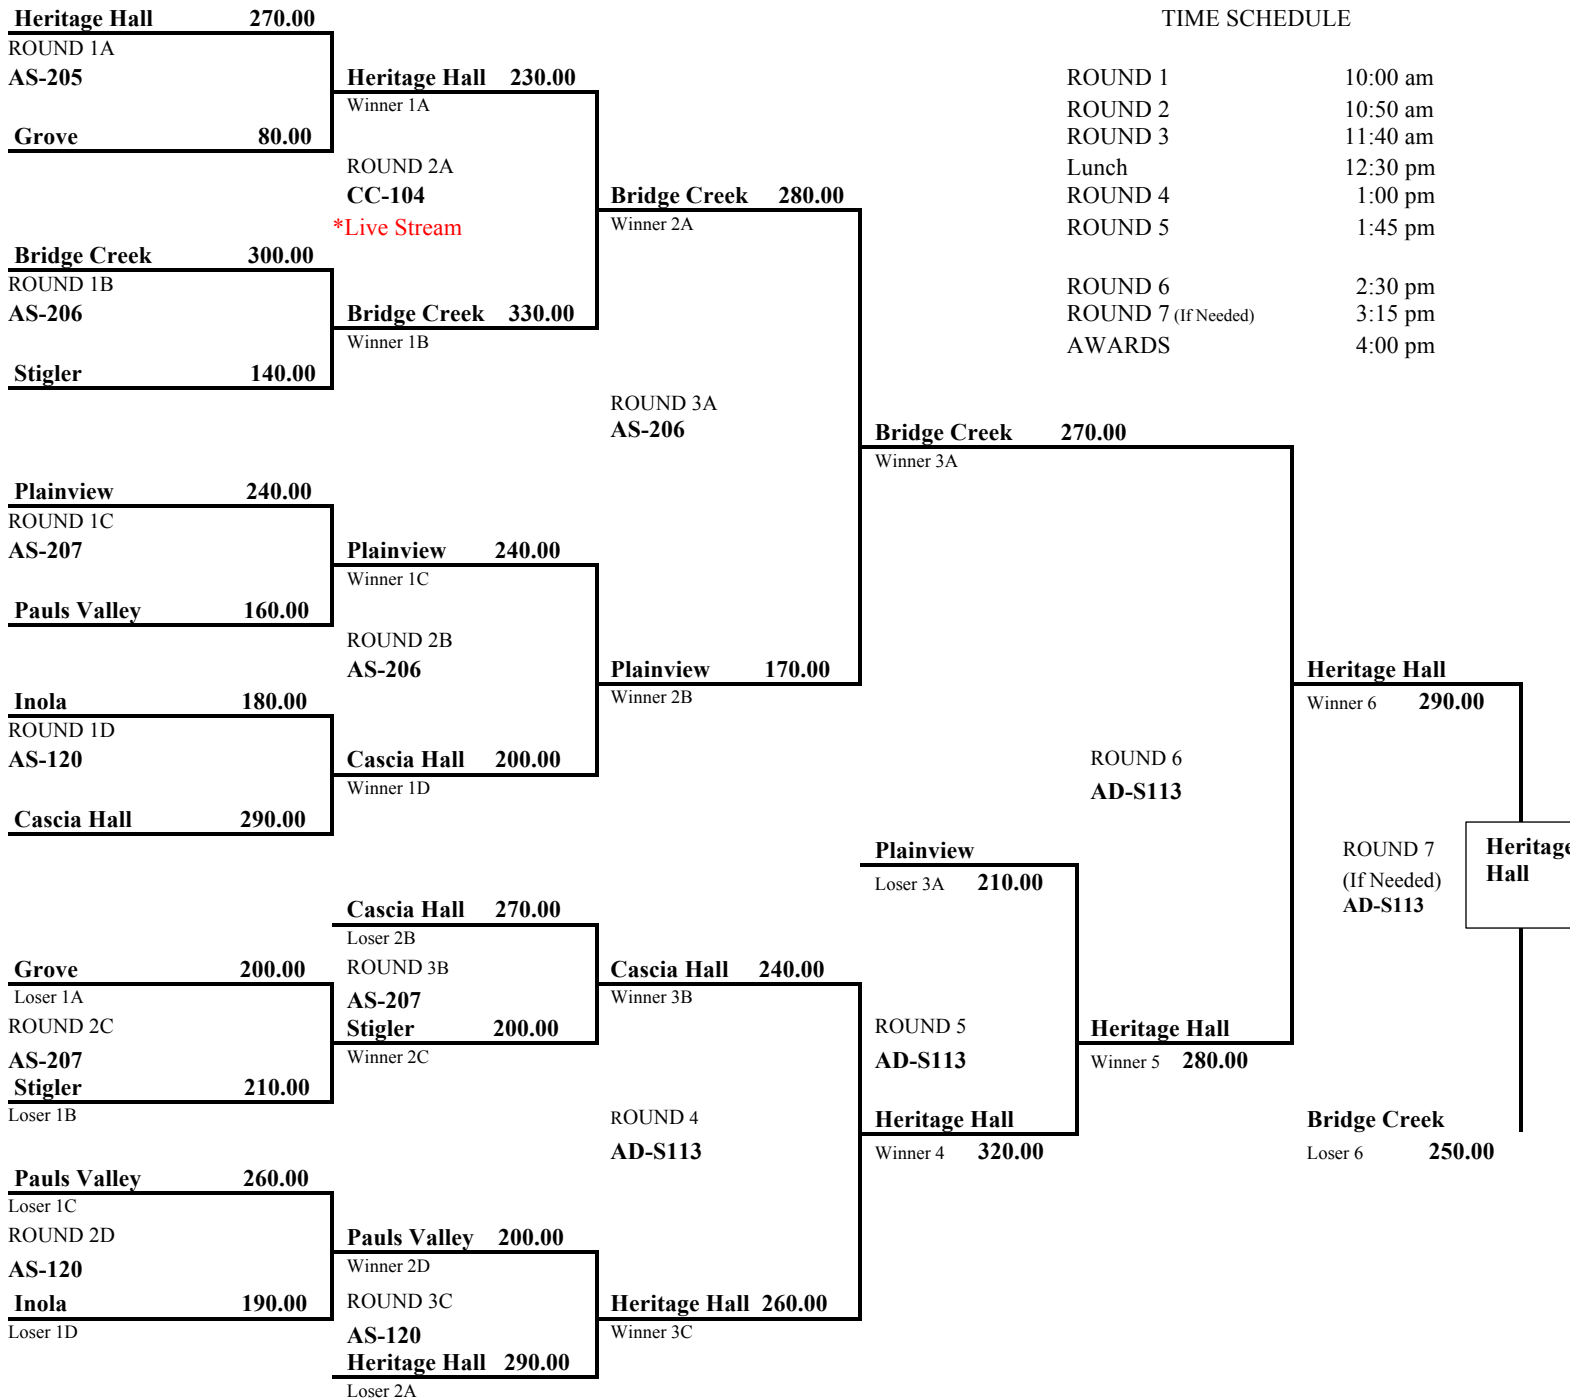 Heritage Hall 270.00
ROUND 1A
AS-205
Grove 80.00
Bridge Creek 300.00
ROUND 1B
AS-206
Stigler 140.00
Plainview 240.00
ROUND 1C
AS-207
Pauls Valley 160.00
Inola 180.00
ROUND 1D
AS-120
Cascia Hall 290.00
Grove 200.00
Loser 1A
ROUND 2C
AS-207
Stigler 210.00
Loser 1B
Pauls Valley 260.00
Loser 1C
ROUND 2D
AS-120
Inola 190.00
Loser 1D
Heritage Hall 230.00
Winner 1A
ROUND 2A
CC-104
*Live Stream
Bridge Creek 330.00
Winner 1B
Plainview 240.00
Winner 1C
ROUND 2B
AS-206
Cascia Hall 200.00
Winner 1D
Cascia Hall 270.00
Loser 2B
ROUND 3B
AS-207
Stigler 200.00
Winner 2C
Pauls Valley 200.00
Winner 2D
ROUND 3C
AS-120
Heritage Hall 290.00
Loser 2A
Bridge Creek 280.00
Winner 2A
ROUND 3A
AS-206
Plainview 170.00
Winner 2B
Cascia Hall 240.00
Winner 3B
ROUND 4
AD-S113
Heritage Hall 260.00
Winner 3C
Bridge Creek 270.00
Winner 3A
Plainview
Loser 3A 210.00
ROUND 5
AD-S113
Heritage Hall
Winner 4 320.00
ROUND 6
AD-S113
Heritage Hall
Winner 5 280.00
Heritage Hall
Winner 6 290.00
ROUND 7
(If Needed)
AD-S113
Bridge Creek
Loser 6 250.00
Heritage
Hall
TIME SCHEDULE
ROUND 1 10:00 am
ROUND 2 10:50 am
ROUND 3 11:40 am
Lunch 12:30 pm
ROUND 4 1:00 pm
ROUND 5 1:45 pm
ROUND 6 2:30 pm
ROUND 7 (If Needed) 3:15 pm
AWARDS 4:00 pm